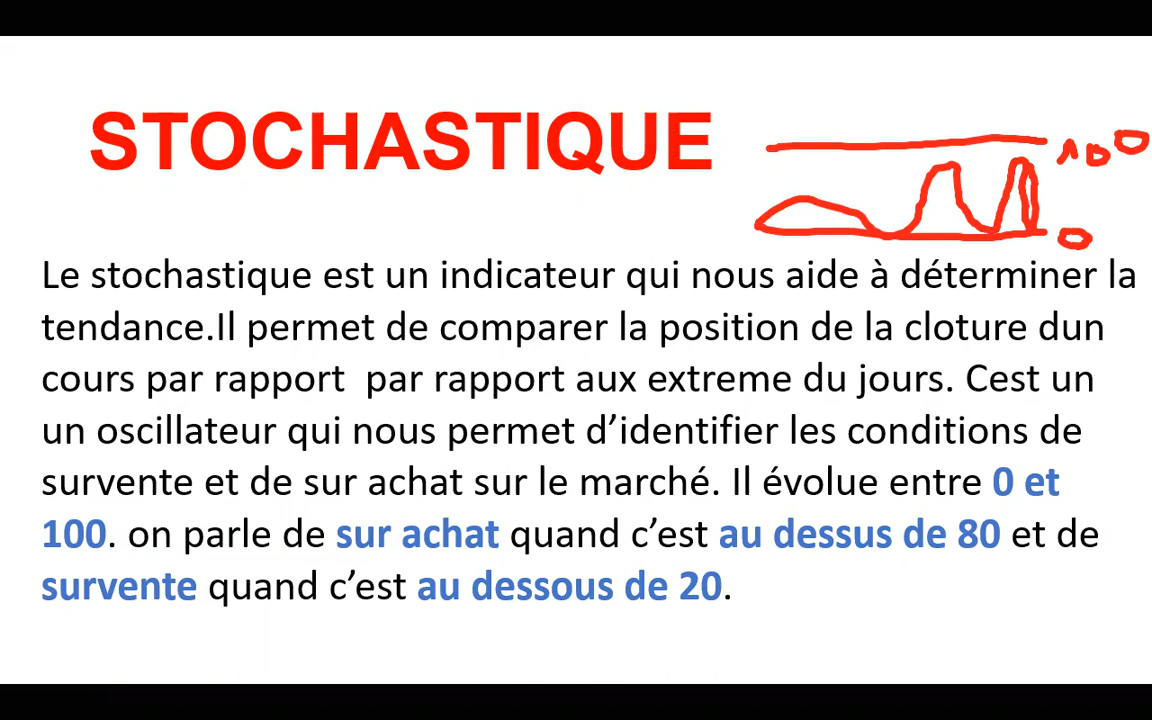 STOCHASTIQUE
100
0
Le stochastique est un indicateur qui nous aide à déterminer la
tendance.Il permet de comparer la position de la cloture dun
cours par rapport  par rapport aux extreme du jours. Cest un
un oscillateur qui nous permet d’identifier les conditions de
survente et de sur achat sur le marché. Il évolue entre 0 et
100. on parle de sur achat quand c’est au dessus de 80 et de
survente quand c’est au dessous de 20.